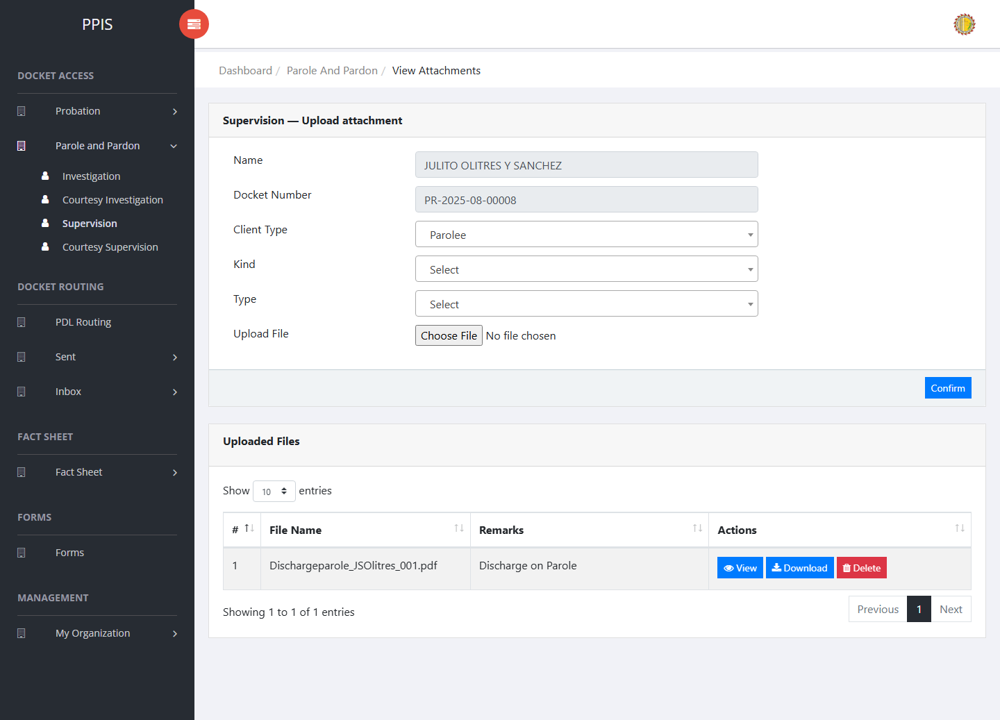 PPIS
DOCKET ACCESS
Probation
Parole and Pardon
Investigation
Courtesy Investigation
Supervision
Courtesy Supervision
DOCKET ROUTING
PDL Routing
Sent
Inbox
FACT SHEET
Fact Sheet
FORMS
Forms
MANAGEMENT
My Organization
Dashboard / Parole And Pardon / View Attachments
Supervision — Upload attachment
Name JULITO OLITRES Y SANCHEZ
Docket Number PR-2025-08-00008
Client Type Parolee
Kind Select
Type Select
Upload File Choose File No file chosen
Confirm
Uploaded Files
Show 10 entries
# File Name Remarks Actions
1 Dischargeparole_JSOlitres_001.pdf Discharge on Parole View Download Delete
Showing 1 to 1 of 1 entries
Previous 1 Next